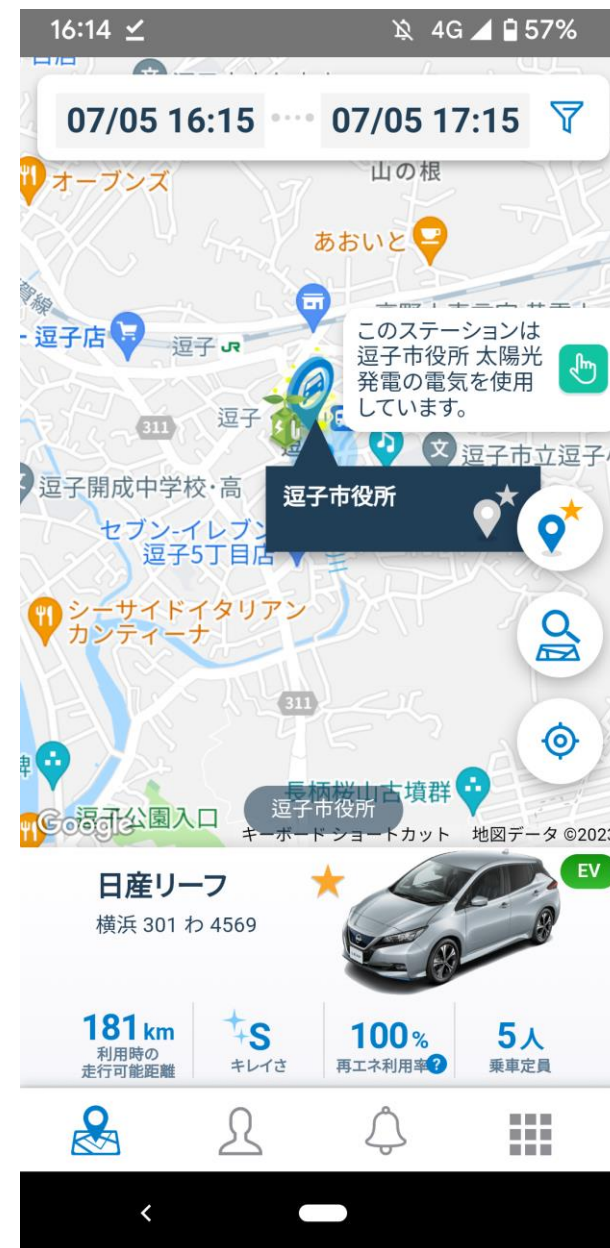 16:14
4G 57%
07/05 16:15
07/05 17:15
オーブンズ
山の根
あおいと
逗子店
逗子 JR
このステーションは
逗子市役所 太陽光
発電の電気を使用
しています。
311
逗子
逗子市立逗子
逗子開成中学校・高
逗子市役所
セブン-イレブン
逗子5丁目店
シーサイドイタリアン
カンティーナ
311
長柄桜山古墳群
逗子市役所
Google
逗子公園入口
キーボード ショートカット 地図データ ©2023
日産リーフ
EV
横浜 301 わ 4569
181 km
利用時の
走行可能距離
S
キレイさ
100%
再エネ利用率?
5人
乗車定員